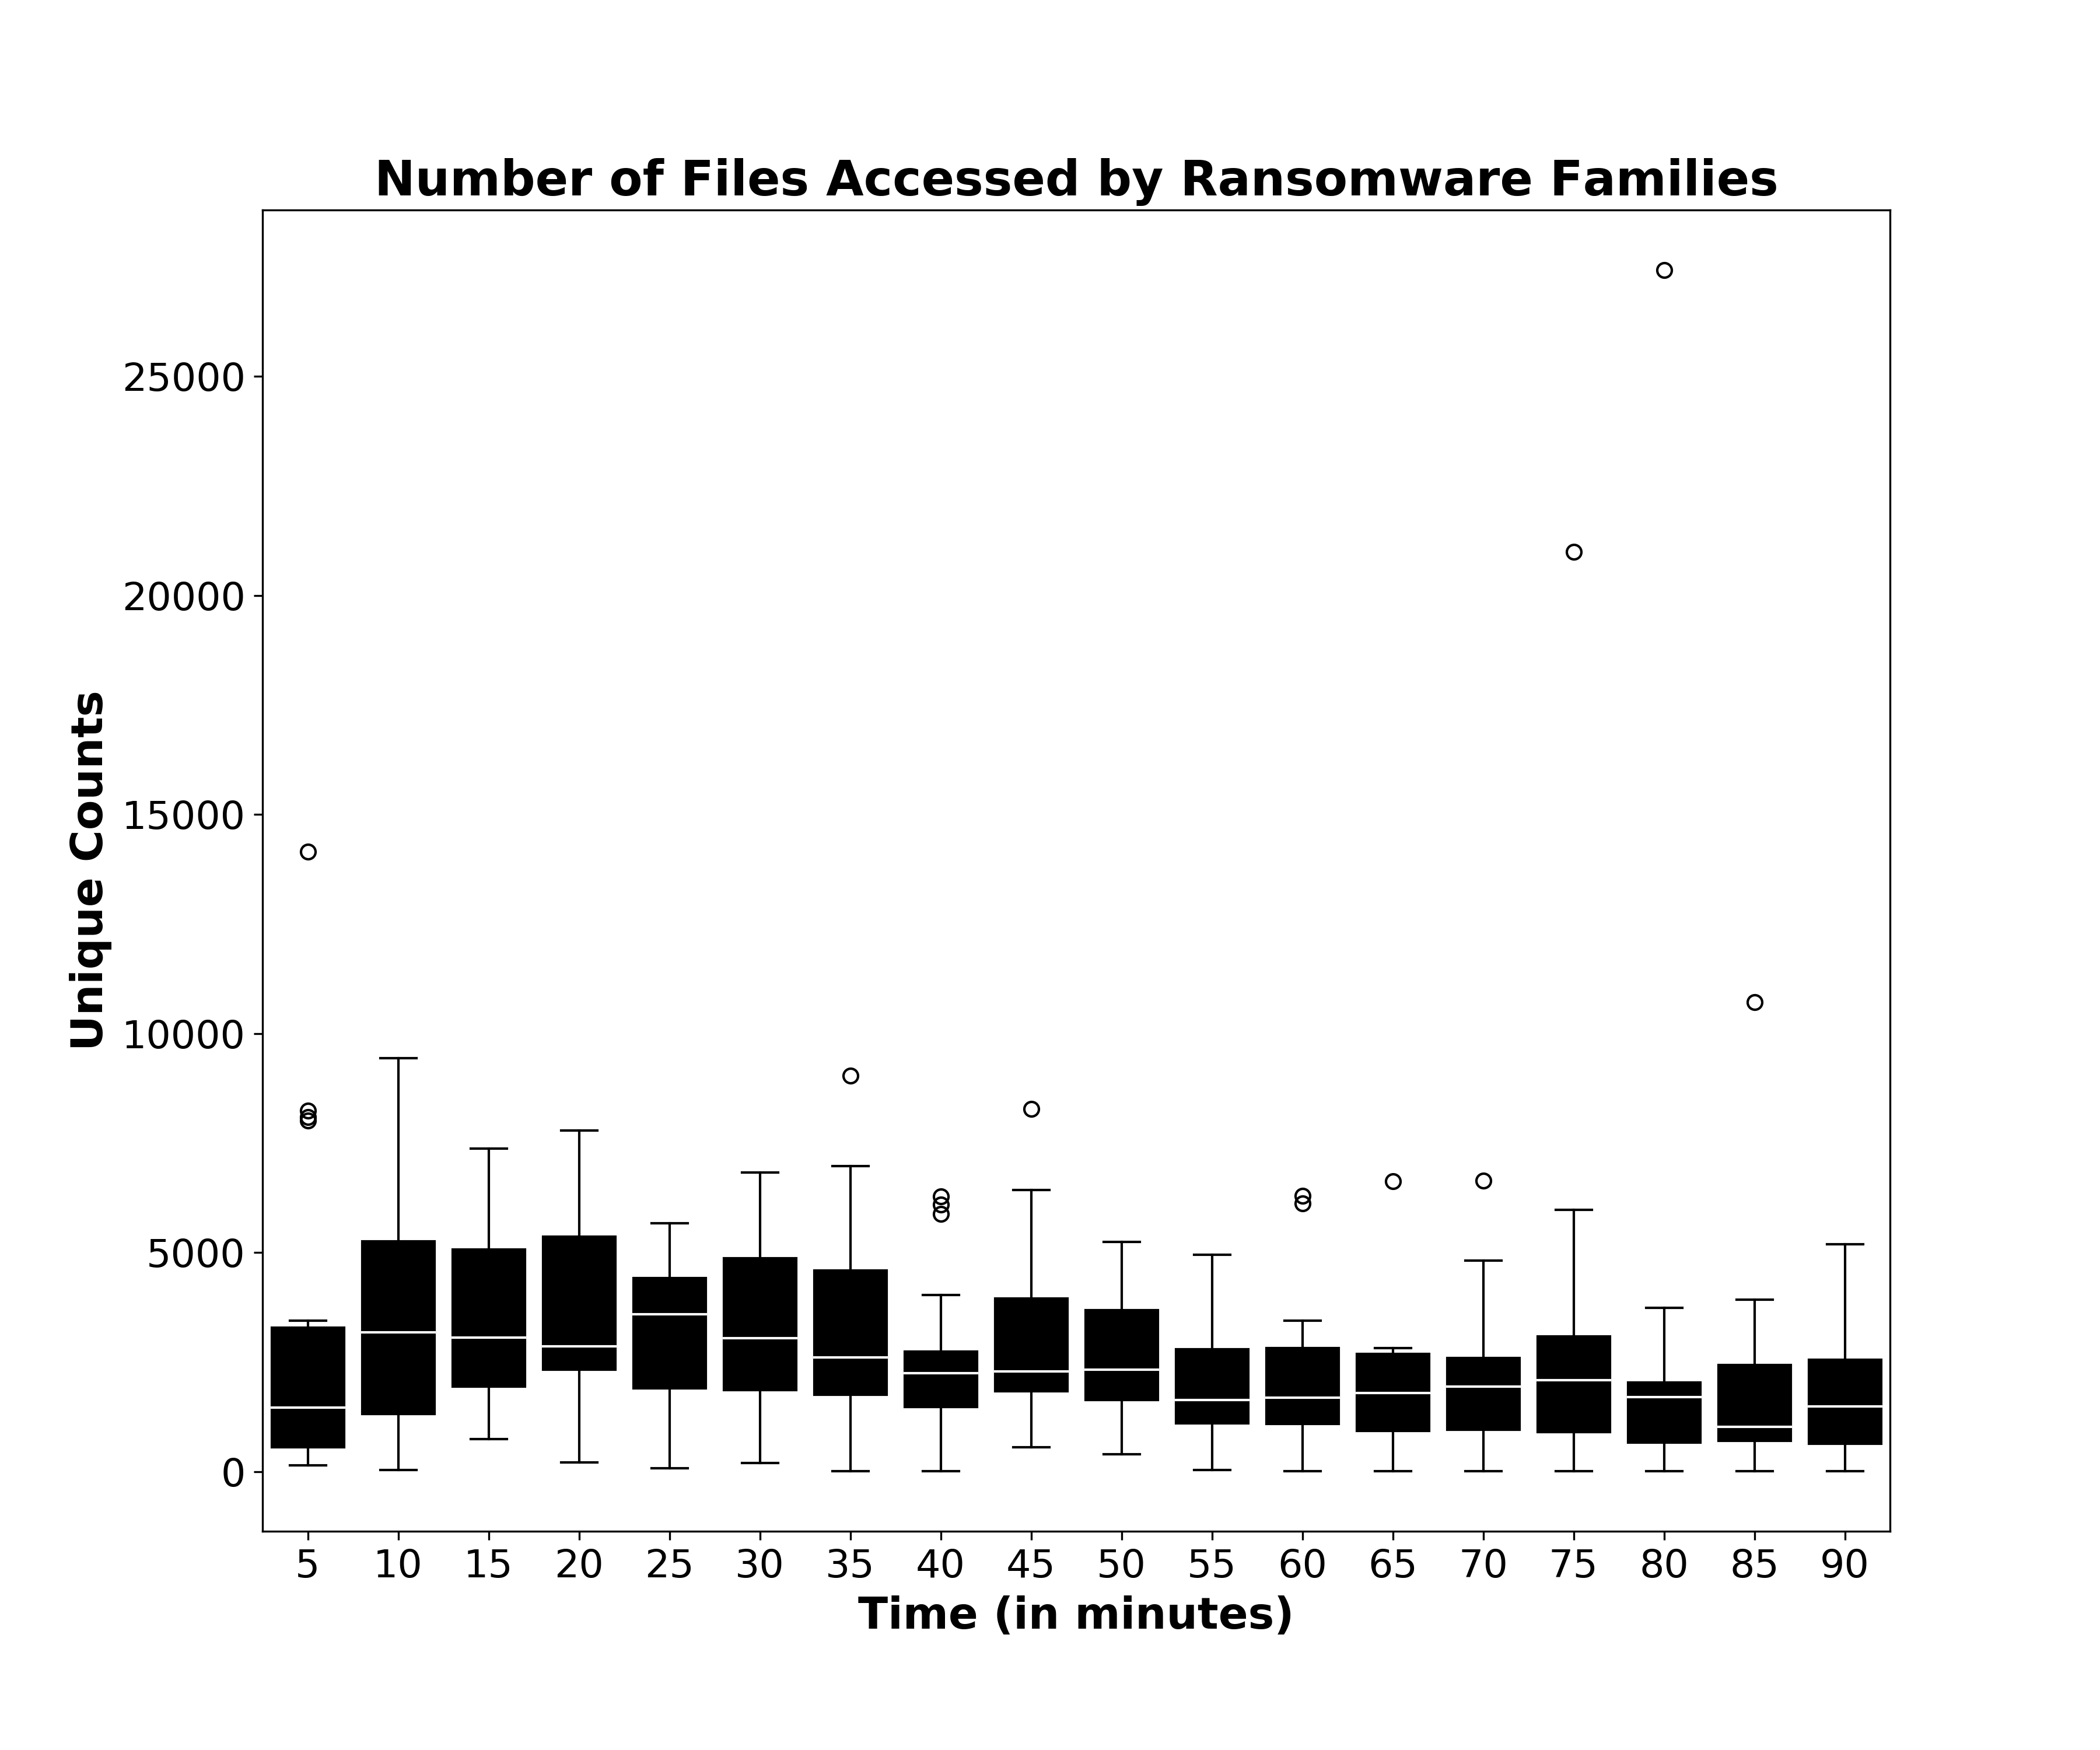 Number of Files Accessed by Ransomware Families
Unique Counts
25000
20000
15000
10000
5000
0
5 10 15 20 25 30 35 40 45 50 55 60 65 70 75 80 85 90
Time (in minutes)